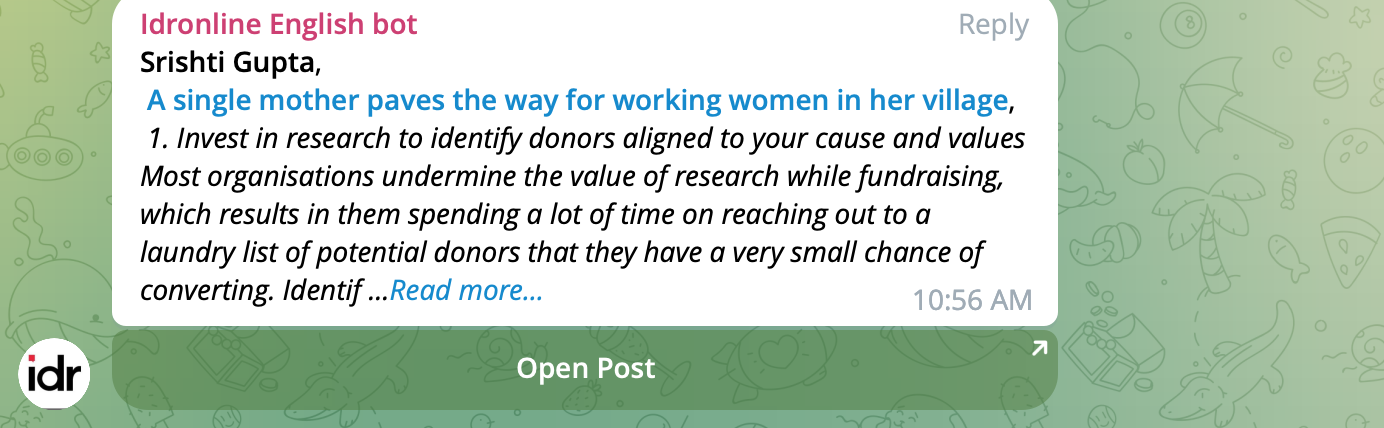 Idronline English bot
Reply
Srishti Gupta,
A single mother paves the way for working women in her village,
1. Invest in research to identify donors aligned to your cause and values
Most organisations undermine the value of research while fundraising,
which results in them spending a lot of time on reaching out to a
laundry list of potential donors that they have a very small chance of
converting. Identif ...Read more...
10:56 AM
idr
Open Post